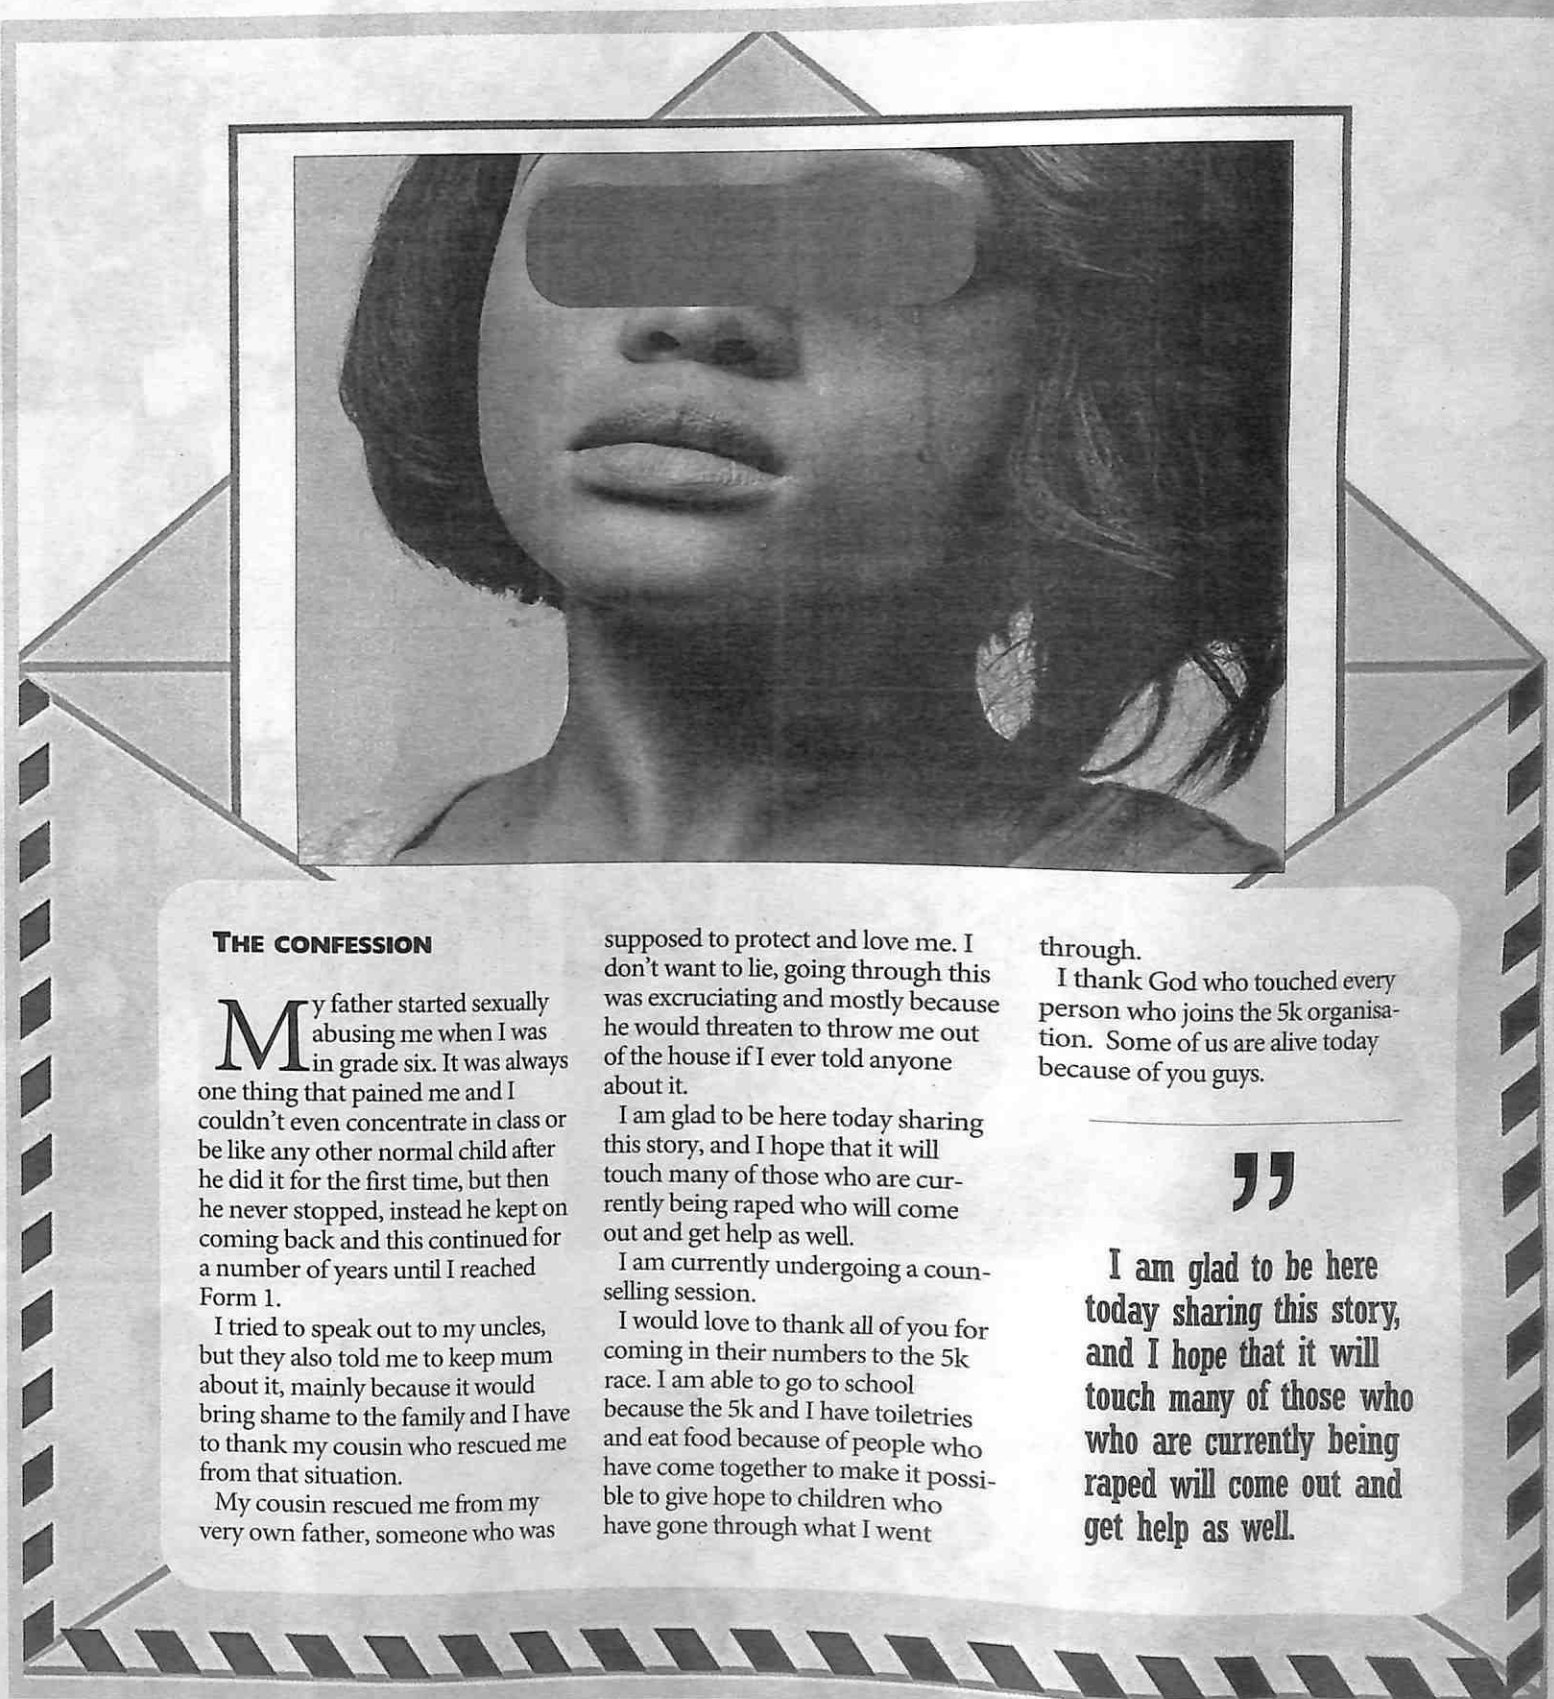 THE CONFESSION
My father started sexually
abusing me when I was
in grade six. It was always
one thing that pained me and I
couldn't even concentrate in class or
be like any other normal child after
he did it for the first time, but then
he never stopped, instead he kept on
coming back and this continued for
a number of years until I reached
Form 1.
I tried to speak out to my uncles,
but they also told me to keep mum
about it, mainly because it would
bring shame to the family and I have
to thank my cousin who rescued me
from that situation.
My cousin rescued me from my
very own father, someone who was
supposed to protect and love me. I
don't want to lie, going through this
was excruciating and mostly because
he would threaten to throw me out
of the house if I ever told anyone
about it.
I am glad to be here today sharing
this story, and I hope that it will
touch many of those who are cur-
rently being raped who will come
out and get help as well.
I am currently undergoing a coun-
selling session.
I would love to thank all of you for
coming in their numbers to the 5k
race. I am able to go to school
because the 5k and I have toiletries
and eat food because of people who
have come together to make it possi-
ble to give hope to children who
have gone through what I went
through.
I thank God who touched every
person who joins the 5k organisa-
tion. Some of us are alive today
because of you guys.
”
I am glad to be here
today sharing this story,
and I hope that it will
touch many of those who
who are currently being
raped will come out and
get help as well.